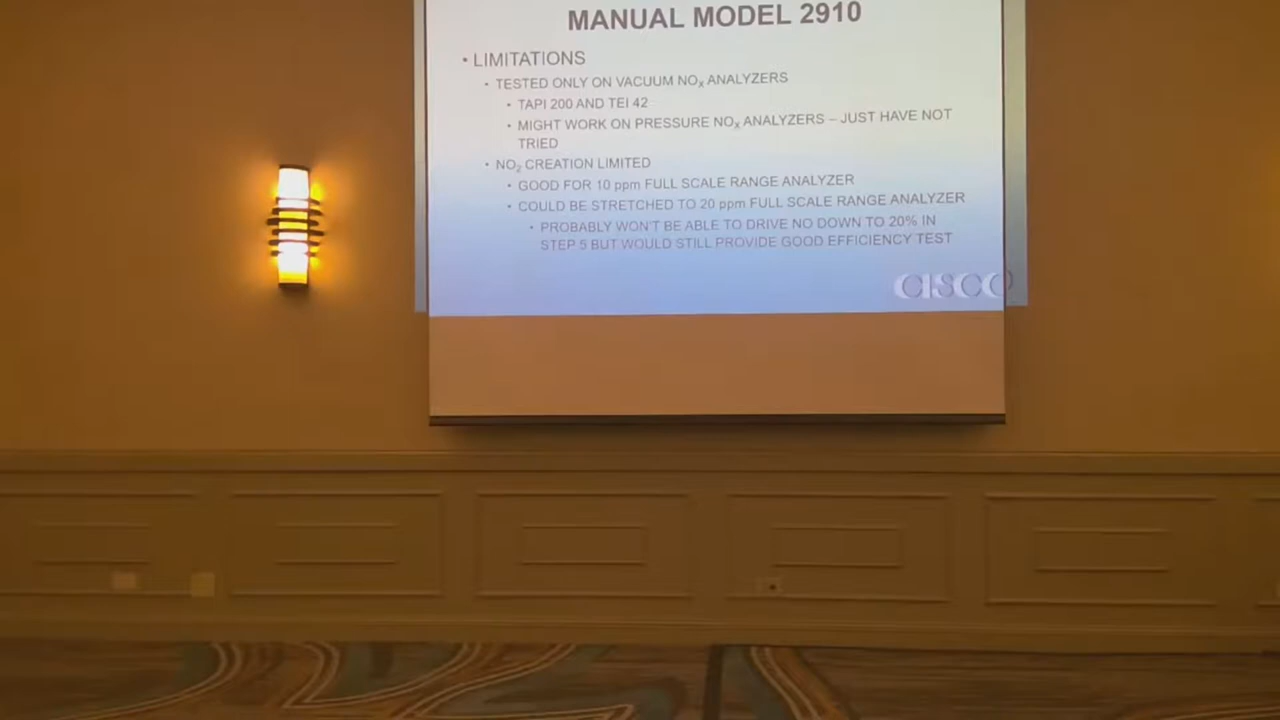 MANUAL MODEL 2910
• LIMITATIONS
• TESTED ONLY ON VACUUM NOₓ ANALYZERS
• TAPI 200 AND TEI 42
• MIGHT WORK ON PRESSURE NOₓ ANALYZERS – JUST HAVE NOT
TRIED
• NO₂ CREATION LIMITED
• GOOD FOR 10 ppm FULL SCALE RANGE ANALYZER
• COULD BE STRETCHED TO 20 ppm FULL SCALE RANGE ANALYZER
• PROBABLY WON'T BE ABLE TO DRIVE NO DOWN TO 20% IN
STEP 5 BUT WOULD STILL PROVIDE GOOD EFFICIENCY TEST
CISCO